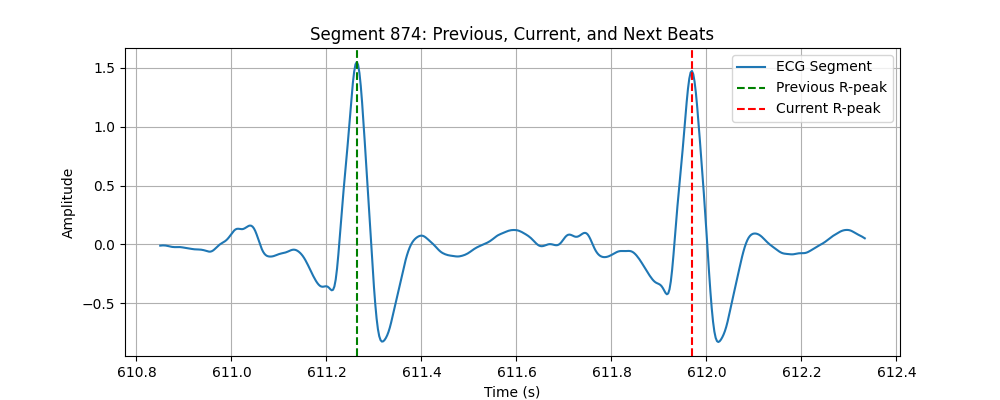 Segment 874: Previous, Current, and Next Beats
ECG Segment
Previous R-peak
Current R-peak
Amplitude
1.5
1.0
0.5
0.0
−0.5
610.8 611.0 611.2 611.4 611.6 611.8 612.0 612.2 612.4
Time (s)